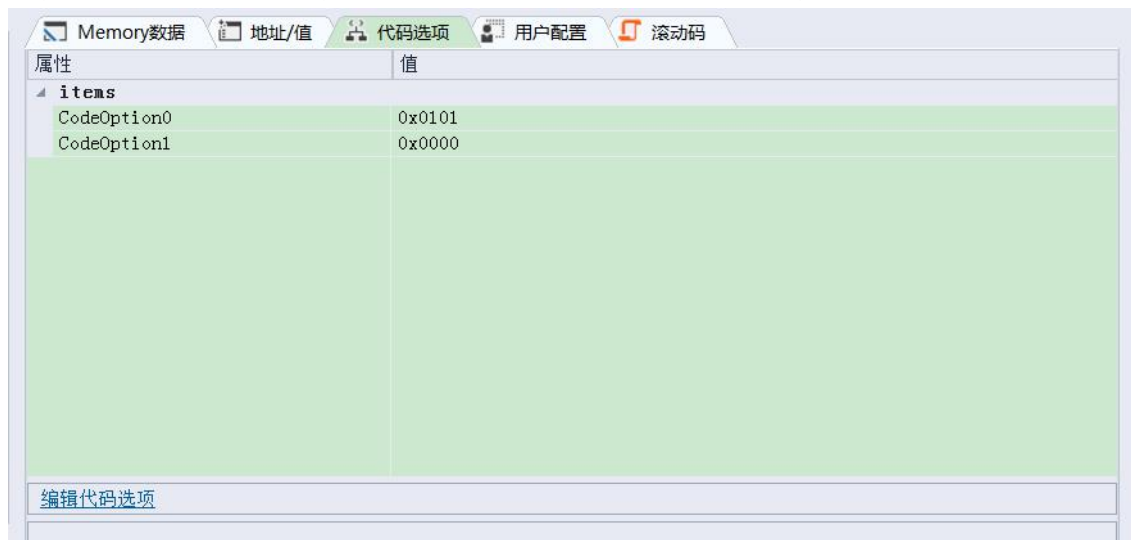 Memory数据 地址/值 代码选项 用户配置 滚动码
属性 值
items
CodeOption0 0x0101
CodeOption1 0x0000
编辑代码选项